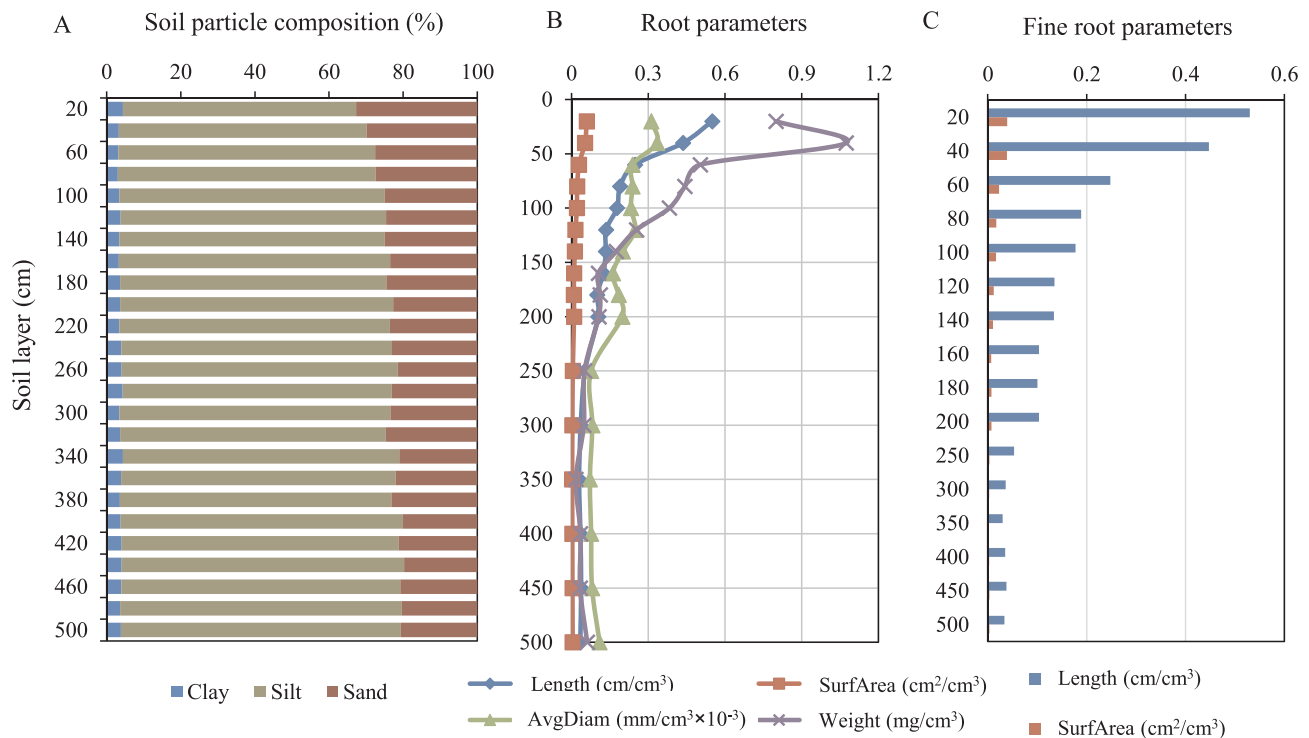 A
Soil particle composition (%)
0 20 40 60 80 100
Soil layer (cm)
20
60
100
140
180
220
260
300
340
380
420
460
500
Clay Silt Sand
B
Root parameters
0 0.3 0.6 0.9 1.2
0
50
100
150
200
250
300
350
400
450
500
Length (cm/cm³) SurfArea (cm²/cm³)
AvgDiam (mm/cm³×10⁻³) Weight (mg/cm³)
C
Fine root parameters
0 0.2 0.4 0.6
20
40
60
80
100
120
140
160
180
200
250
300
350
400
450
500
Length (cm/cm³)
SurfArea (cm²/cm³)